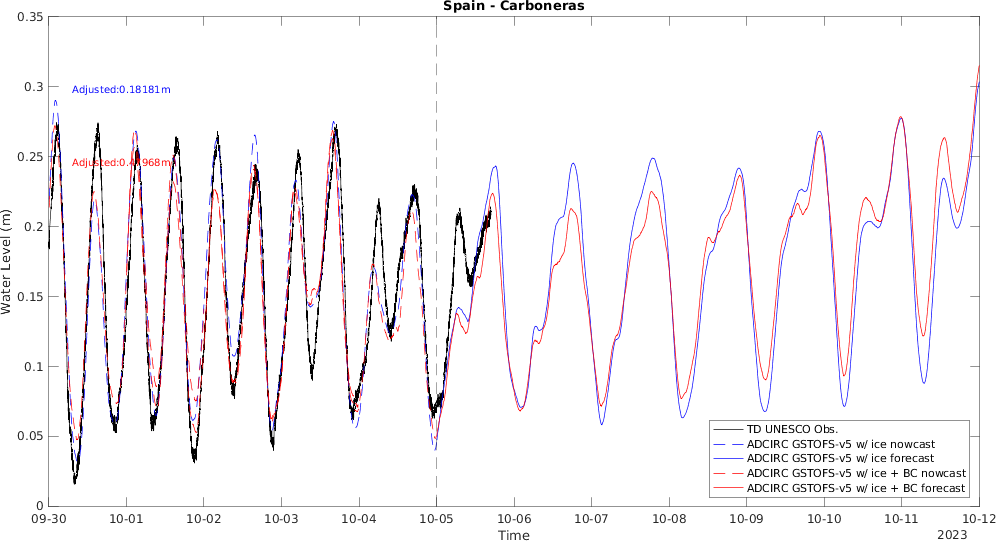 Spain - Carboneras
0.35
0.3
0.25
0.2
0.15
0.1
0.05
0
Water Level (m)
Adjusted:0.18181m
09-30 10-01 10-02 10-03 10-04 10-05 10-06 10-07 10-08 10-09 10-10 10-11 10-12
Time
2023
TD UNESCO Obs.
ADCIRC GSTOFS-v5 w/ ice nowcast
ADCIRC GSTOFS-v5 w/ ice forecast
ADCIRC GSTOFS-v5 w/ ice + BC nowcast
ADCIRC GSTOFS-v5 w/ ice + BC forecast